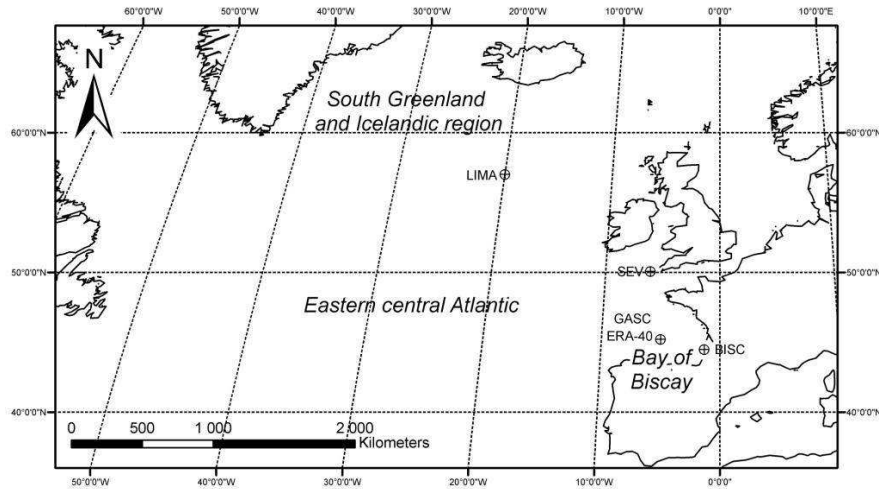 60°0'0"W 50°0'0"W 40°0'0"W 30°0'0"W 20°0'0"W 10°0'0"W 0°0'0" 10°0'0"E
N
South Greenland
and Icelandic region
60°0'0"N 60°0'0"N
LIMA
50°0'0"N SEV 50°0'0"N
Eastern central Atlantic
GASC
ERA-40
BISC
Bay of
Biscay
40°0'0"N 40°0'0"N
0 500 1 000 2 000
Kilometers
50°0'0"W 40°0'0"W 30°0'0"W 20°0'0"W 10°0'0"W 0°0'0"